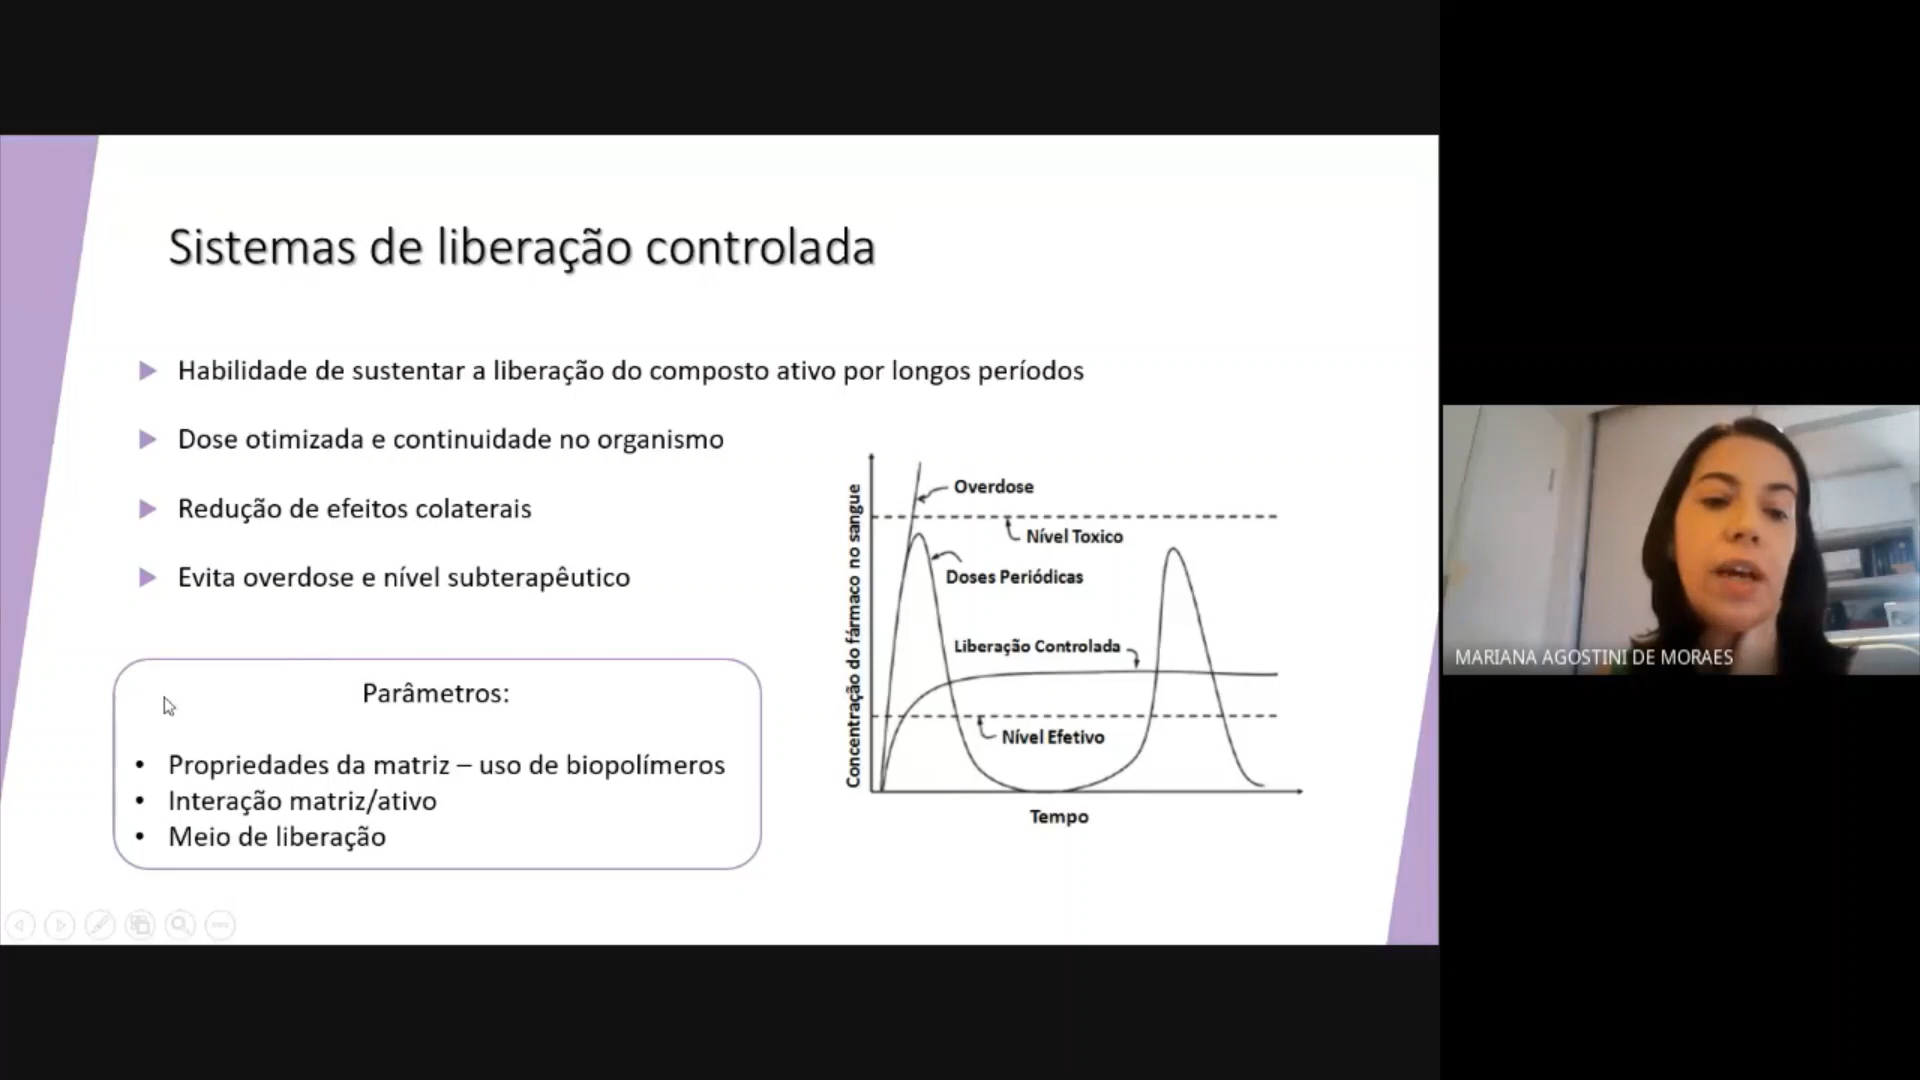 Sistemas de liberação controlada
Habilidade de sustentar a liberação do composto ativo por longos períodos
Dose otimizada e continuidade no organismo
Redução de efeitos colaterais
Evita overdose e nível subterapêutico
Parâmetros:
• Propriedades da matriz – uso de biopolímeros
• Interação matriz/ativo
• Meio de liberação
Concentração do fármaco no sangue
Overdose
Nível Toxico
Doses Periódicas
Liberação Controlada
Nível Efetivo
Tempo
MARIANA AGOSTINI DE MORAES